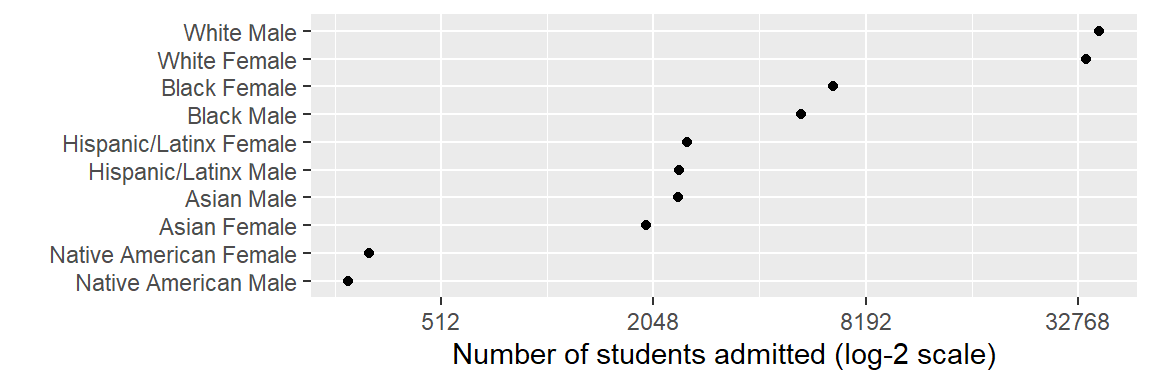 White Male
White Female
Black Female
Black Male
Hispanic/Latinx Female
Hispanic/Latinx Male
Asian Male
Asian Female
Native American Female
Native American Male
512 2048 8192 32768
Number of students admitted (log-2 scale)